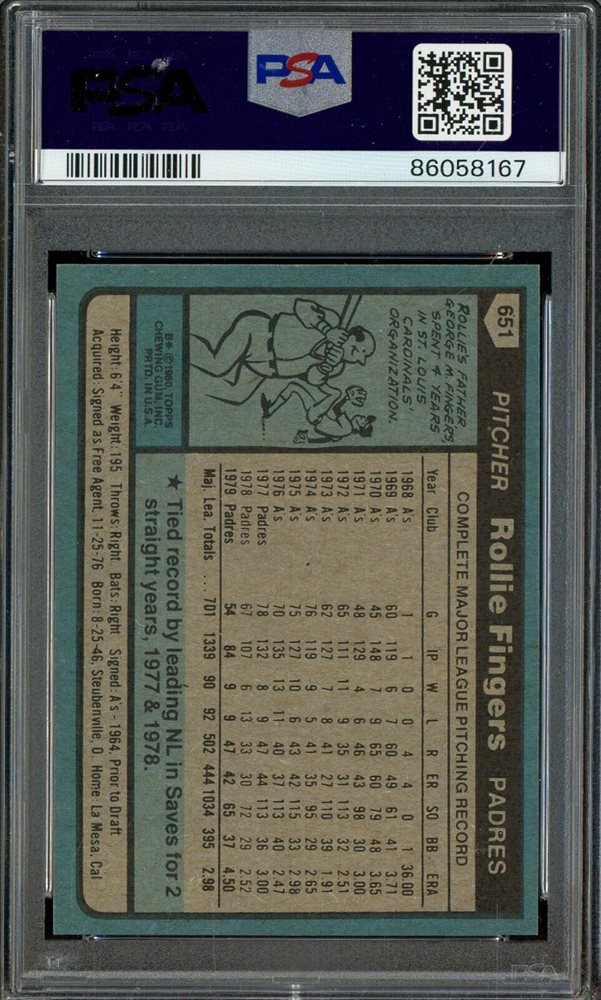 PSA
PSA
86058167
651 PITCHER Rollie Fingers PADRES
ROLLIE'S FATHER
GEORGE M. FINGERS,
SPENT 4 YEARS
IN ST. LOUIS
CARDINALS'
ORGANIZATION.
B* © 1980, TOPPS
CHEWING GUM, INC.
PRTD. IN U.S.A.
COMPLETE MAJOR LEAGUE PITCHING RECORD
Year Club G IP W L R ER SO BB ERA
1968 A's 1 1 0 0 4 4 0 1 36.00
1969 A's 60 119 6 7 60 49 61 41 3.71
1970 A's 45 148 7 9 65 60 79 48 3.65
1971 A's 48 129 4 6 46 43 98 30 3.00
1972 A's 65 111 11 9 35 31 113 32 2.51
1973 A's 62 127 7 8 41 27 110 39 1.91
1974 A's 76 119 9 5 41 35 95 29 2.65
1975 A's 75 127 10 6 43 42 115 33 2.98
1976 A's 70 135 13 11 40 37 113 40 2.47
1977 Padres 78 132 8 9 47 44 113 36 3.00
1978 Padres 67 107 6 13 33 30 72 29 2.52
1979 Padres 54 84 9 9 47 42 65 37 4.50
Maj. Lea. Totals ... 701 1339 90 92 502 444 1034 395 2.98
★ Tied record by leading NL in Saves for 2
straight years, 1977 & 1978.
Height: 6'4" Weight: 195 Throws: Right Bats: Right Signed: A's - 1964, Prior to Draft
Acquired: Signed as Free Agent, 11-25-76 Born: 8-25-46, Steubenville, O Home: La Mesa, Cal
PSA